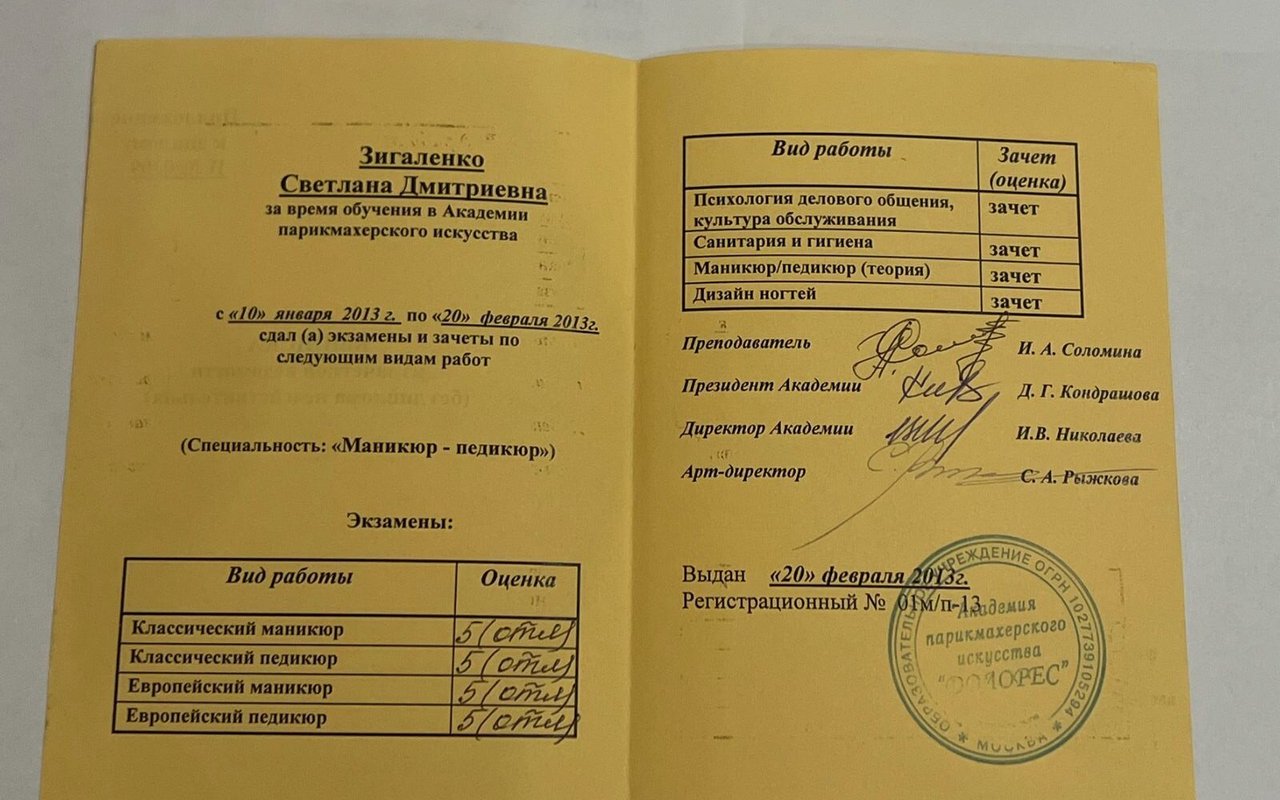 Зигаленко
Светлана Дмитриевна
за время обучения в Академии
парикмахерского искусства
с «10» января 2013 г. по «20» февраля 2013г.
сдал (а) экзамены и зачеты по
следующим видам работ
(Специальность: «Маникюр - педикюр»)
Экзамены:
Вид работы Оценка
Классический маникюр 5 (отл)
Классический педикюр 5 (отл)
Европейский маникюр 5 (отл)
Европейский педикюр 5 (отл)
Вид работы Зачет
(оценка)
Психология делового общения,
культура обслуживания зачет
Санитария и гигиена зачет
Маникюр/педикюр (теория) зачет
Дизайн ногтей зачет
Преподаватель И. А. Соломина
Президент Академии Д. Г. Кондрашова
Директор Академии И.В. Николаева
Арт-директор С. А. Рыжкова
Выдан «20» февраля 2013г.
Регистрационный № 01м/п-13
ОБРАЗОВАТЕЛЬНОЕ УЧРЕЖДЕНИЕ ОГРН 1027739105294
* МОСКВА *
Академия
парикмахерского
искусства